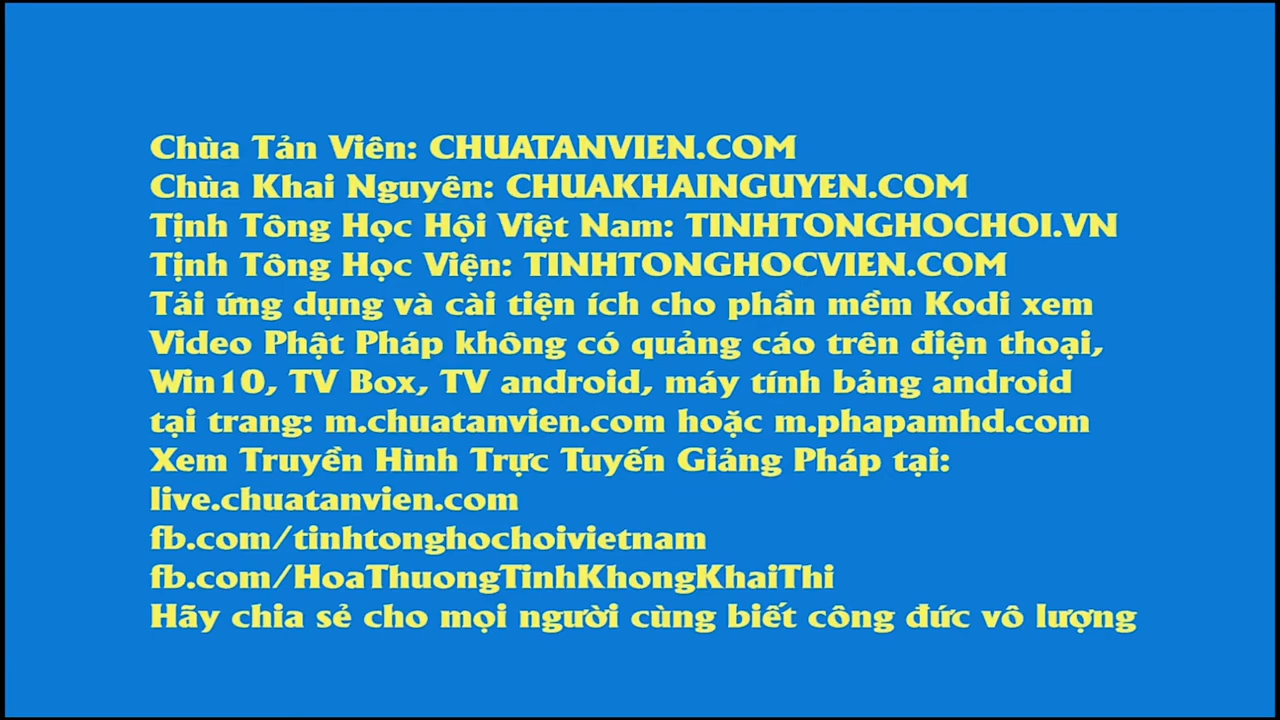 Chùa Tản Viên: CHUATANVIEN.COM
Chùa Khai Nguyên: CHUAKHAINGUYEN.COM
Tịnh Tông Học Hội Việt Nam: TINHTONGHOCHOI.VN
Tịnh Tông Học Viện: TINHTONGHOCVIEN.COM
Tải ứng dụng và cài tiện ích cho phần mềm Kodi xem
Video Phật Pháp không có quảng cáo trên điện thoại,
Win10, TV Box, TV android, máy tính bảng android
tại trang: m.chuatanvien.com hoặc m.phapamhd.com
Xem Truyền Hình Trực Tuyến Giảng Pháp tại:
live.chuatanvien.com
fb.com/tinhtonghochoivietnam
fb.com/HoaThuongTinhKhongKhaiThi
Hãy chia sẻ cho mọi người cùng biết công đức vô lượng